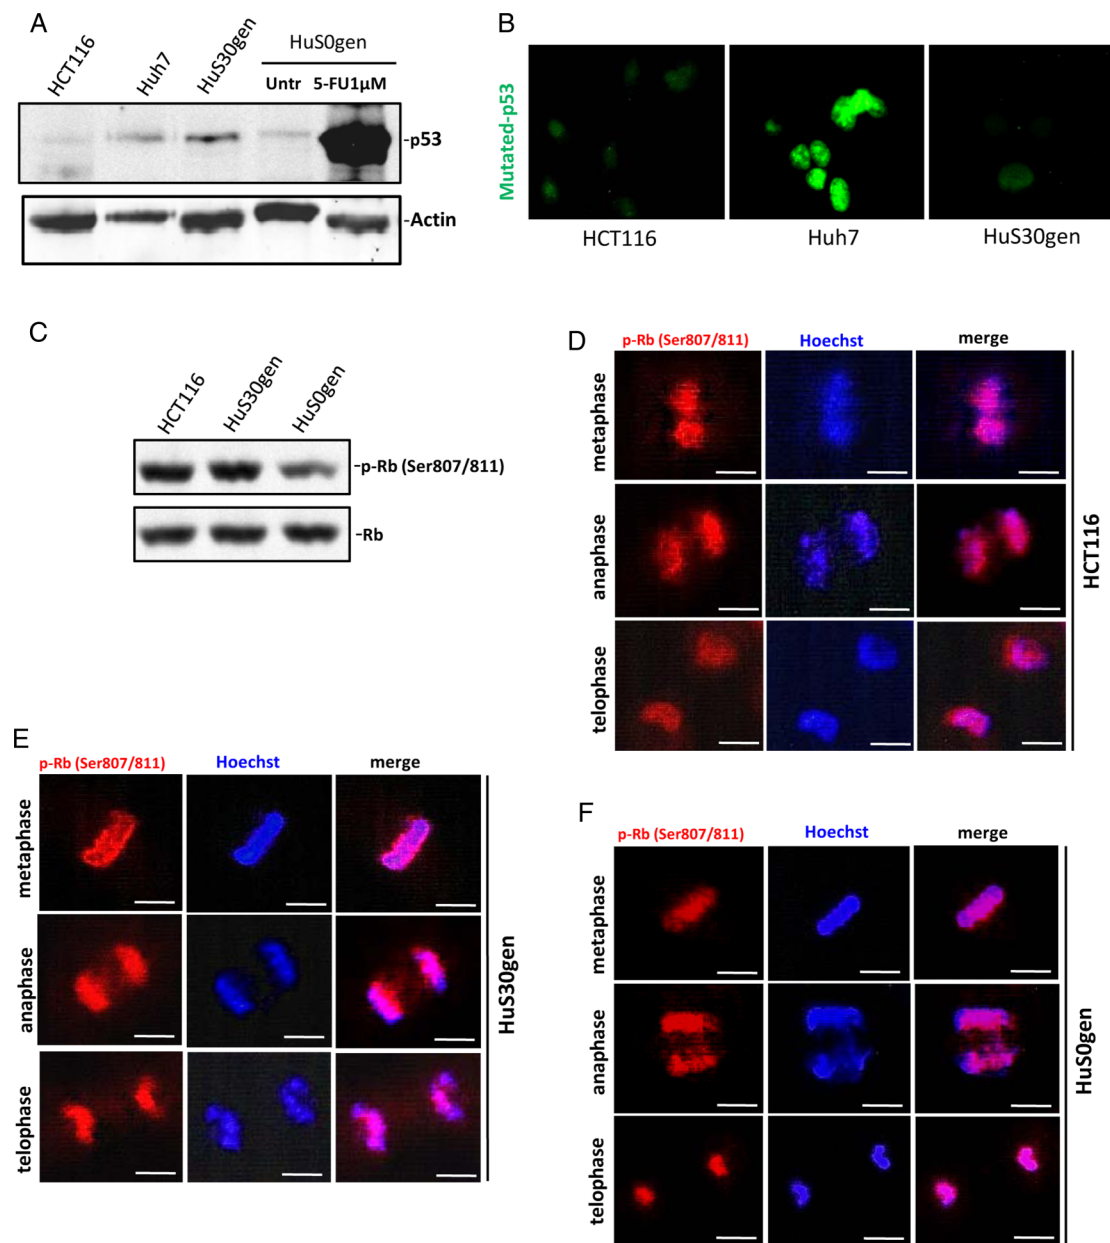 A
HCT116
Huh7
HuS30gen
HuS0gen
Untr 5-FU1µM
-p53
-Actin
B
Mutated-p53
HCT116
Huh7
HuS30gen
C
HCT116
HuS30gen
HuS0gen
-p-Rb (Ser807/811)
-Rb
D
p-Rb (Ser807/811) Hoechst merge
metaphase
anaphase
telophase
HCT116
E
p-Rb (Ser807/811) Hoechst merge
metaphase
anaphase
telophase
HuS30gen
F
p-Rb (Ser807/811) Hoechst merge
metaphase
anaphase
telophase
HuS0gen